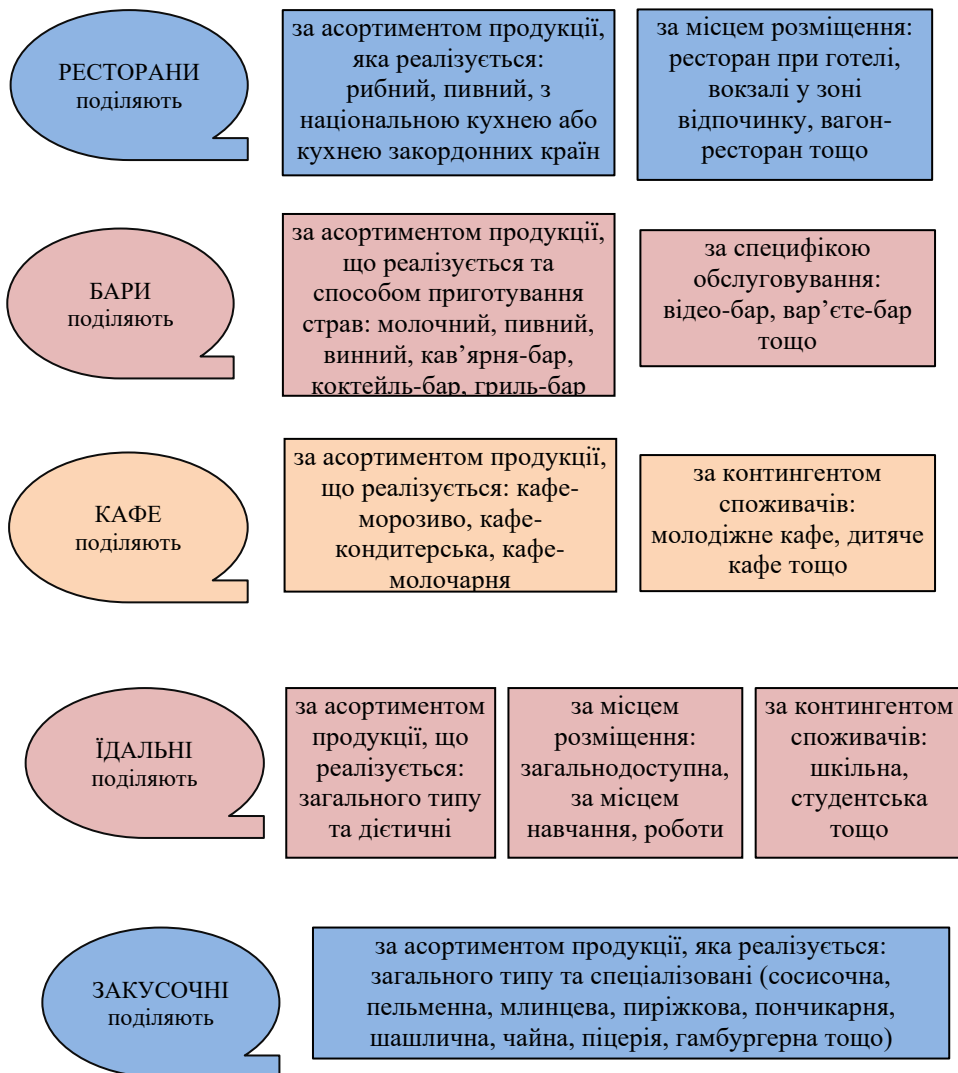 РЕСТОРАНИ
поділяють
за асортиментом продукції,
яка реалізується:
рибний, пивний, з
національною кухнею або
кухнею закордонних країн
за місцем розміщення:
ресторан при готелі,
вокзалі у зоні
відпочинку, вагон-
ресторан тощо
БАРИ
поділяють
за асортиментом продукції,
що реалізується та
способом приготування
страв: молочний, пивний,
винний, кав’ярня-бар,
коктейль-бар, гриль-бар
за специфікою
обслуговування:
відео-бар, вар’єте-бар
тощо
КАФЕ
поділяють
за асортиментом продукції,
що реалізується: кафе-
морозиво, кафе-
кондитерська, кафе-
молочарня
за контингентом
споживачів:
молодіжне кафе, дитяче
кафе тощо
ЇДАЛЬНІ
поділяють
за асортиментом
продукції, що
реалізується:
загального типу
та дієтичні
за місцем
розміщення:
загальнодоступна,
за місцем
навчання, роботи
за контингентом
споживачів:
шкільна,
студентська
тощо
ЗАКУСОЧНІ
поділяють
за асортиментом продукції, яка реалізується:
загального типу та спеціалізовані (сосисочна,
пельменна, млинцева, пиріжкова, пончикарня,
шашлична, чайна, піцерія, гамбургерна тощо)